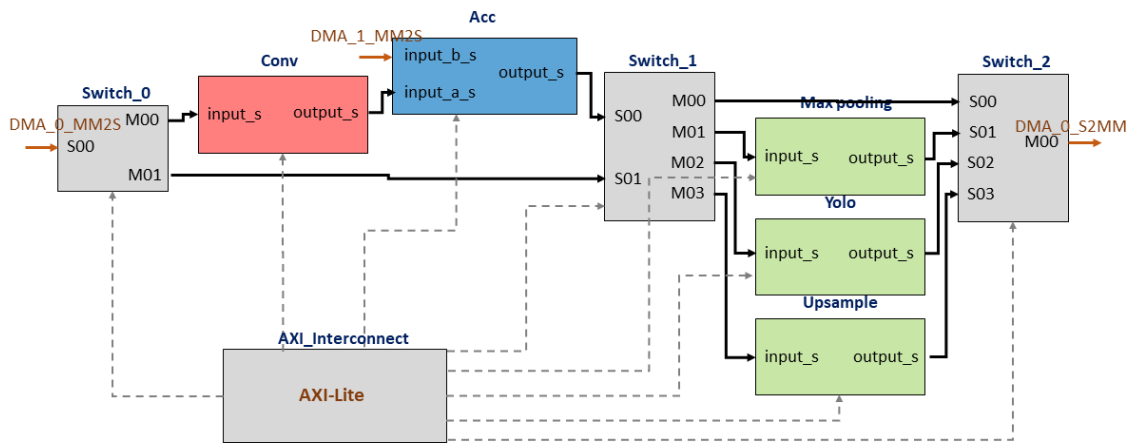 Acc
DMA_1_MM2S
input_b_s
output_s
input_a_s
Conv
input_s
output_s
Switch_0
DMA_0_MM2S
M00
S00
M01
Switch_1
M00
S00
M01
M02
S01
M03
Max pooling
input_s
output_s
Yolo
input_s
output_s
Upsample
input_s
output_s
Switch_2
S00
S01
DMA_0_S2MM
M00
S02
S03
AXI_Interconnect
AXI-Lite